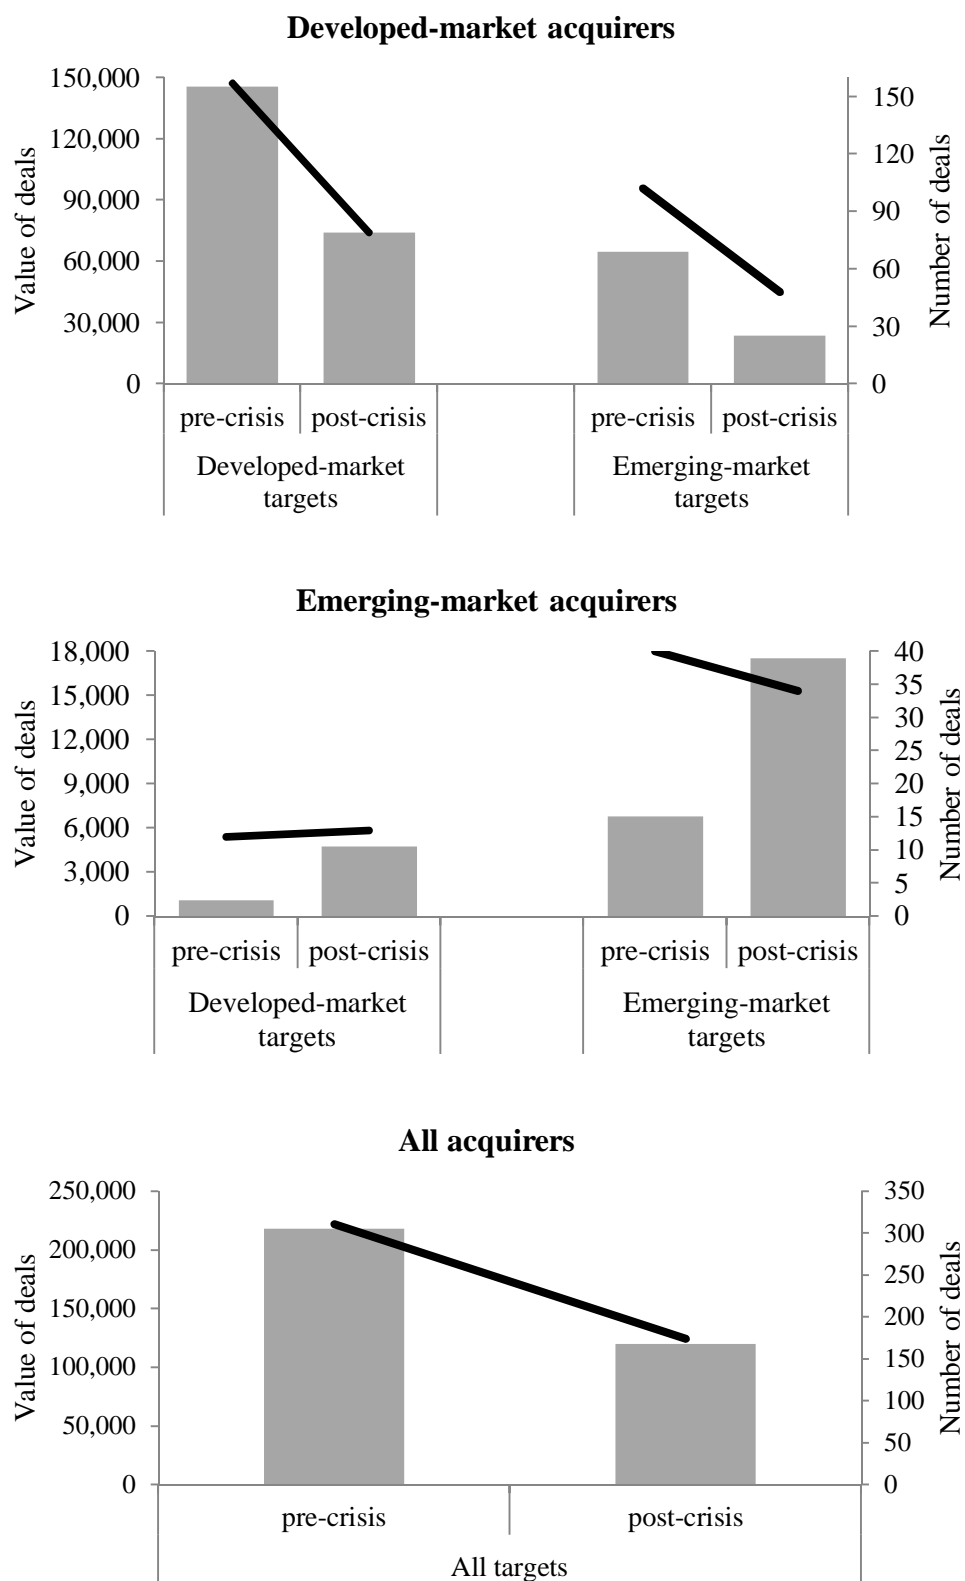 Developed-market acquirers
150,000
120,000
90,000
60,000
30,000
0
Value of deals
150
120
90
60
30
0
Number of deals
pre-crisis post-crisis pre-crisis post-crisis
Developed-market Emerging-market
targets targets
Emerging-market acquirers
18,000
15,000
12,000
9,000
6,000
3,000
0
Value of deals
40
35
30
25
20
15
10
5
0
Number of deals
pre-crisis post-crisis pre-crisis post-crisis
Developed-market Emerging-market
targets targets
All acquirers
250,000
200,000
150,000
100,000
50,000
0
Value of deals
350
300
250
200
150
100
50
0
Number of deals
pre-crisis post-crisis
All targets